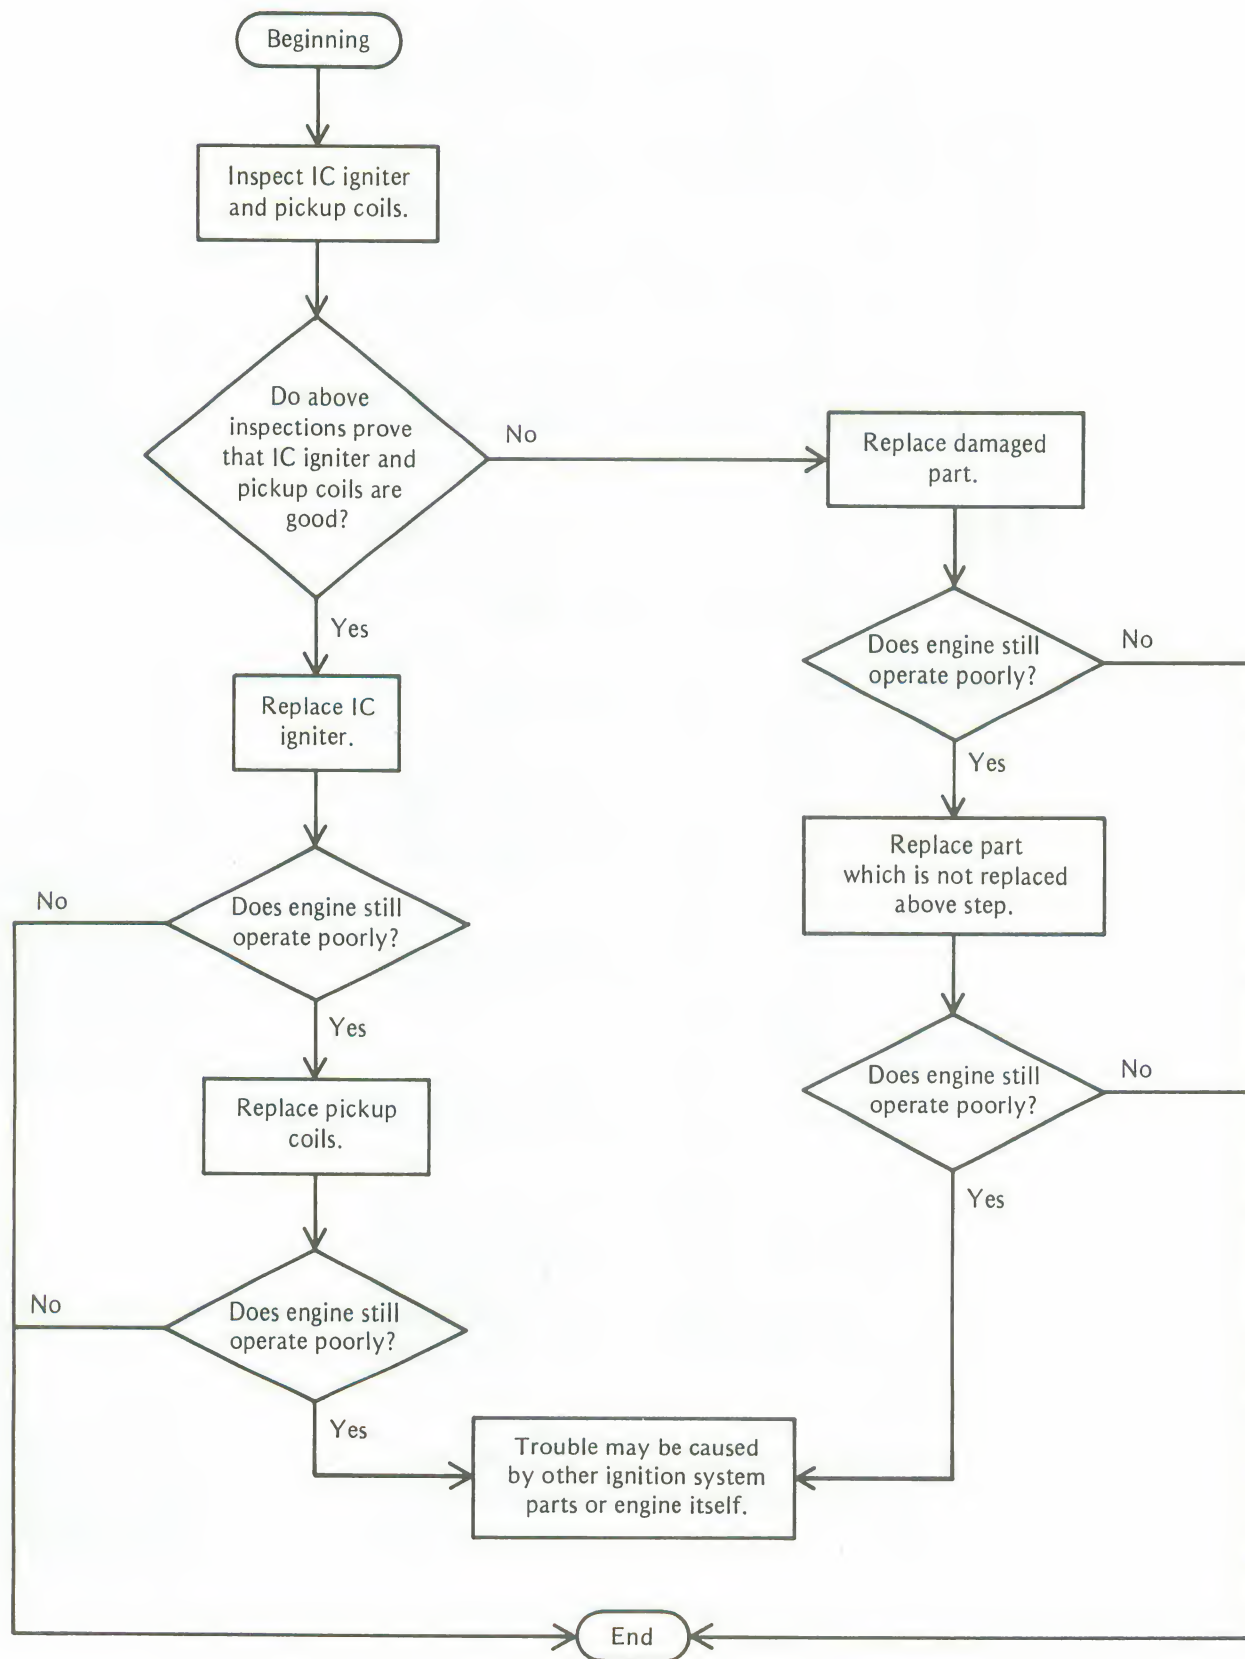 Beginning
Inspect IC igniter
and pickup coils.
Do above
inspections prove
that IC igniter and
pickup coils are
good?
No
Replace damaged
part.
Yes
Does engine still
operate poorly?
No
Replace IC
igniter.
Yes
Replace part
which is not replaced
above step.
No
Does engine still
operate poorly?
Yes
Does engine still
operate poorly?
No
Replace pickup
coils.
Yes
No
Does engine still
operate poorly?
Yes
Trouble may be caused
by other ignition system
parts or engine itself.
End